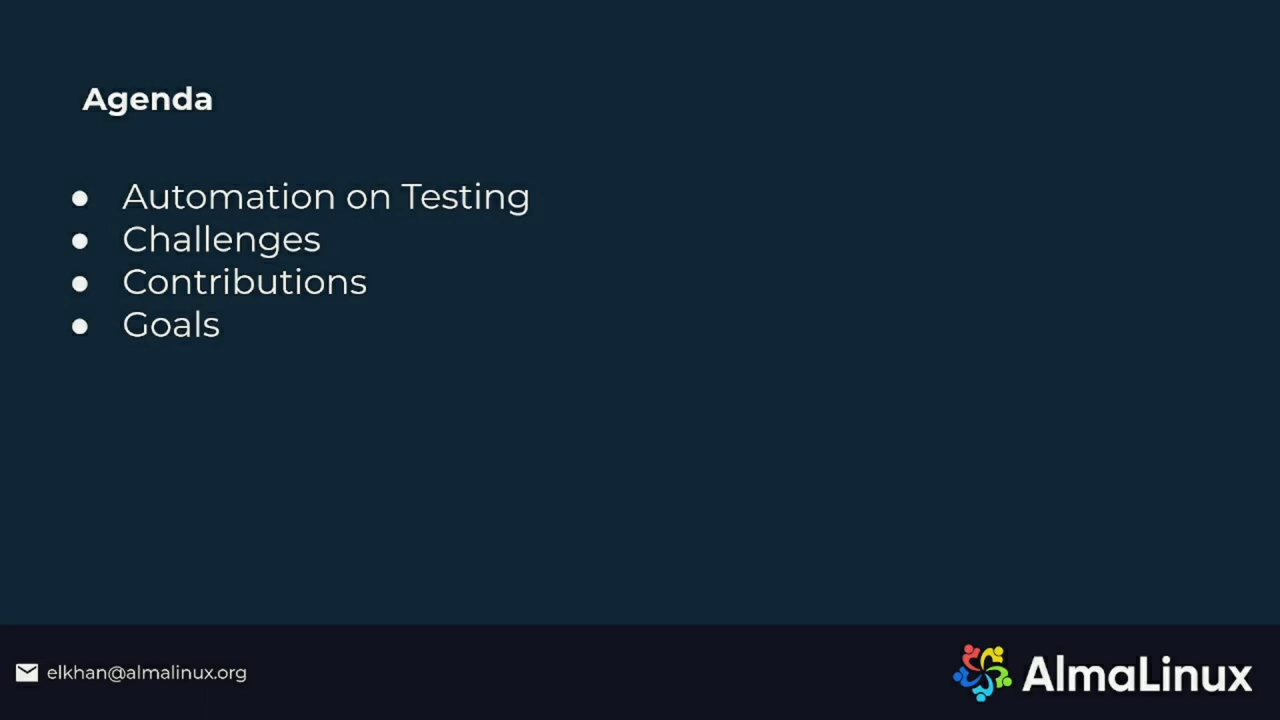 Agenda
● Automation on Testing
● Challenges
● Contributions
● Goals
elkhan@almalinux.org
AlmaLinux